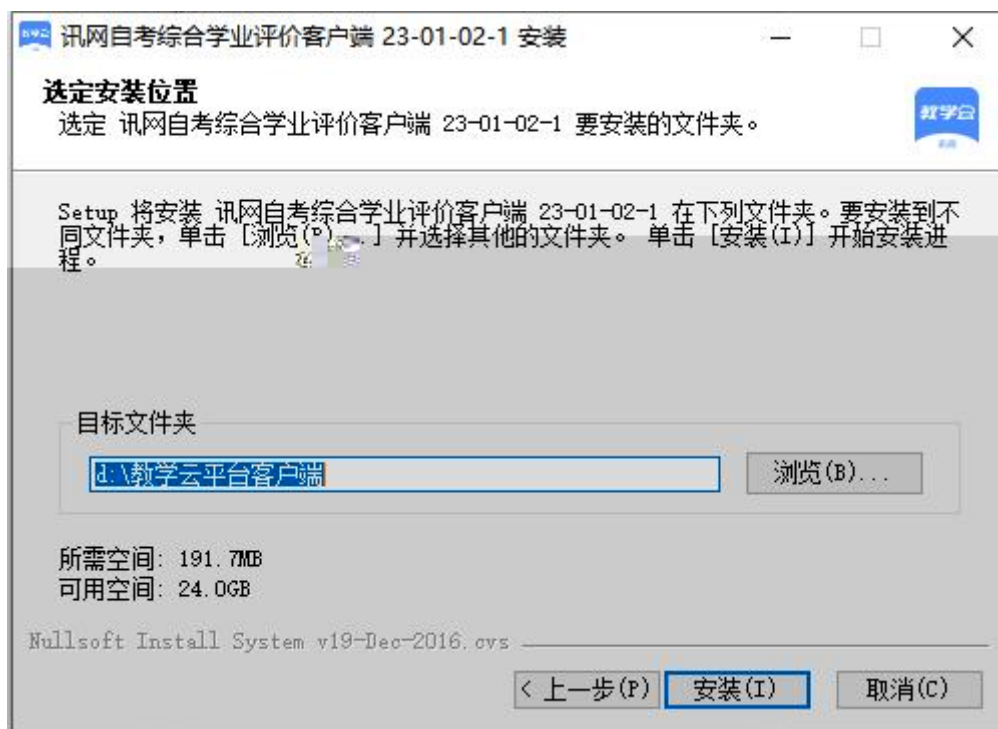 讯网自考综合学业评价客户端 23-01-02-1 安装
选定安装位置
选定 讯网自考综合学业评价客户端 23-01-02-1 要安装的文件夹。
教学云
Setup 将安装 讯网自考综合学业评价客户端 23-01-02-1 在下列文件夹。要安装到不
同文件夹，单击 [浏览(B)...] 并选择其他的文件夹。 单击 [安装(I)] 开始安装进
程。
目标文件夹
d:\教学云平台客户端
浏览(B)...
所需空间: 191.7MB
可用空间: 24.0GB
Nullsoft Install System v19-Dec-2016.cvs
< 上一步(P)
安装(I)
取消(C)